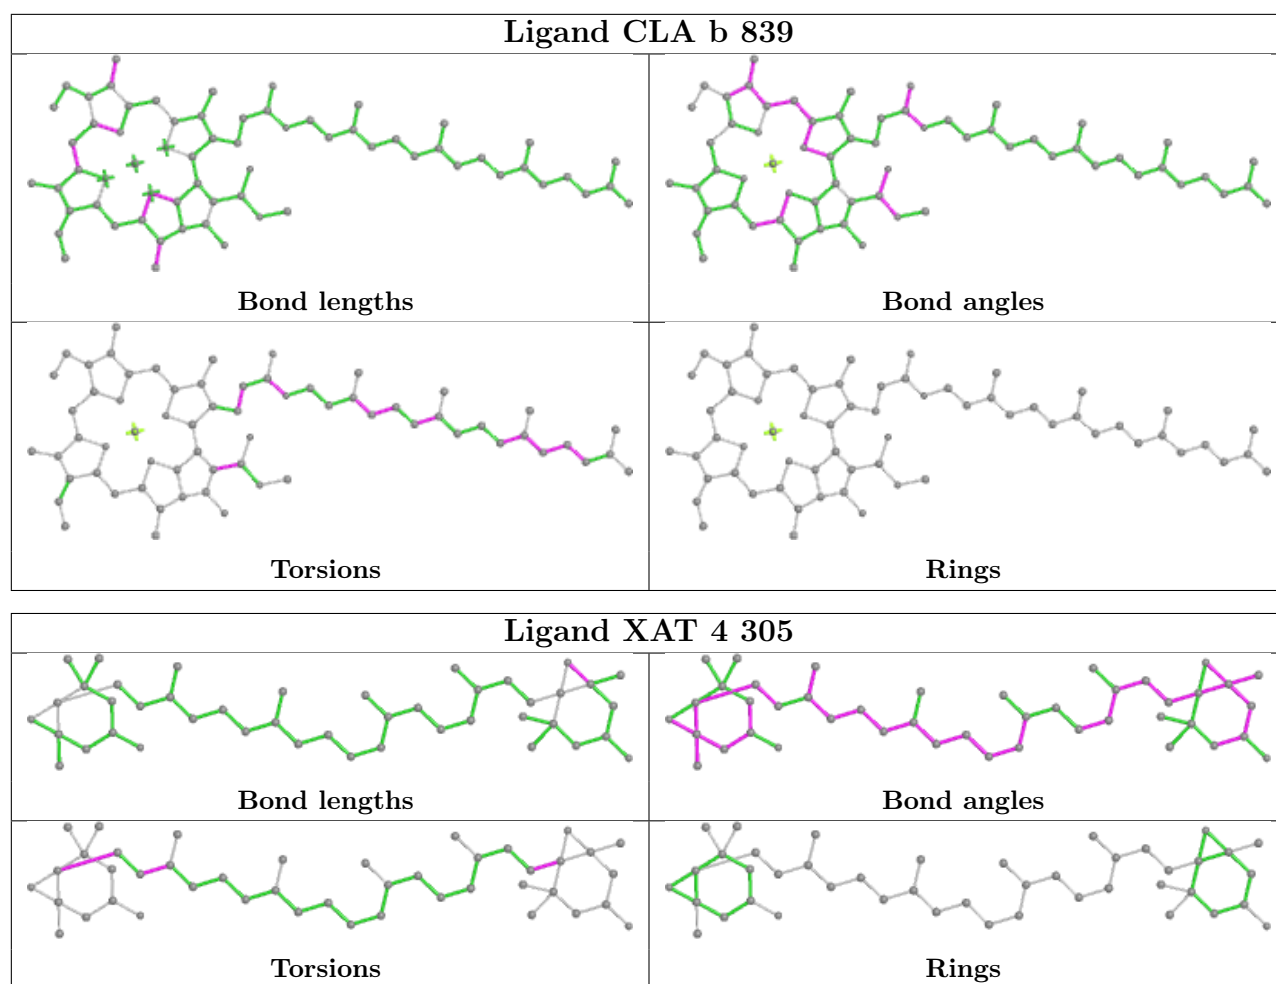 Ligand CLA b 839
Bond lengths
Bond angles
Torsions
Rings
Ligand XAT 4 305
Bond lengths
Bond angles
Torsions
Rings